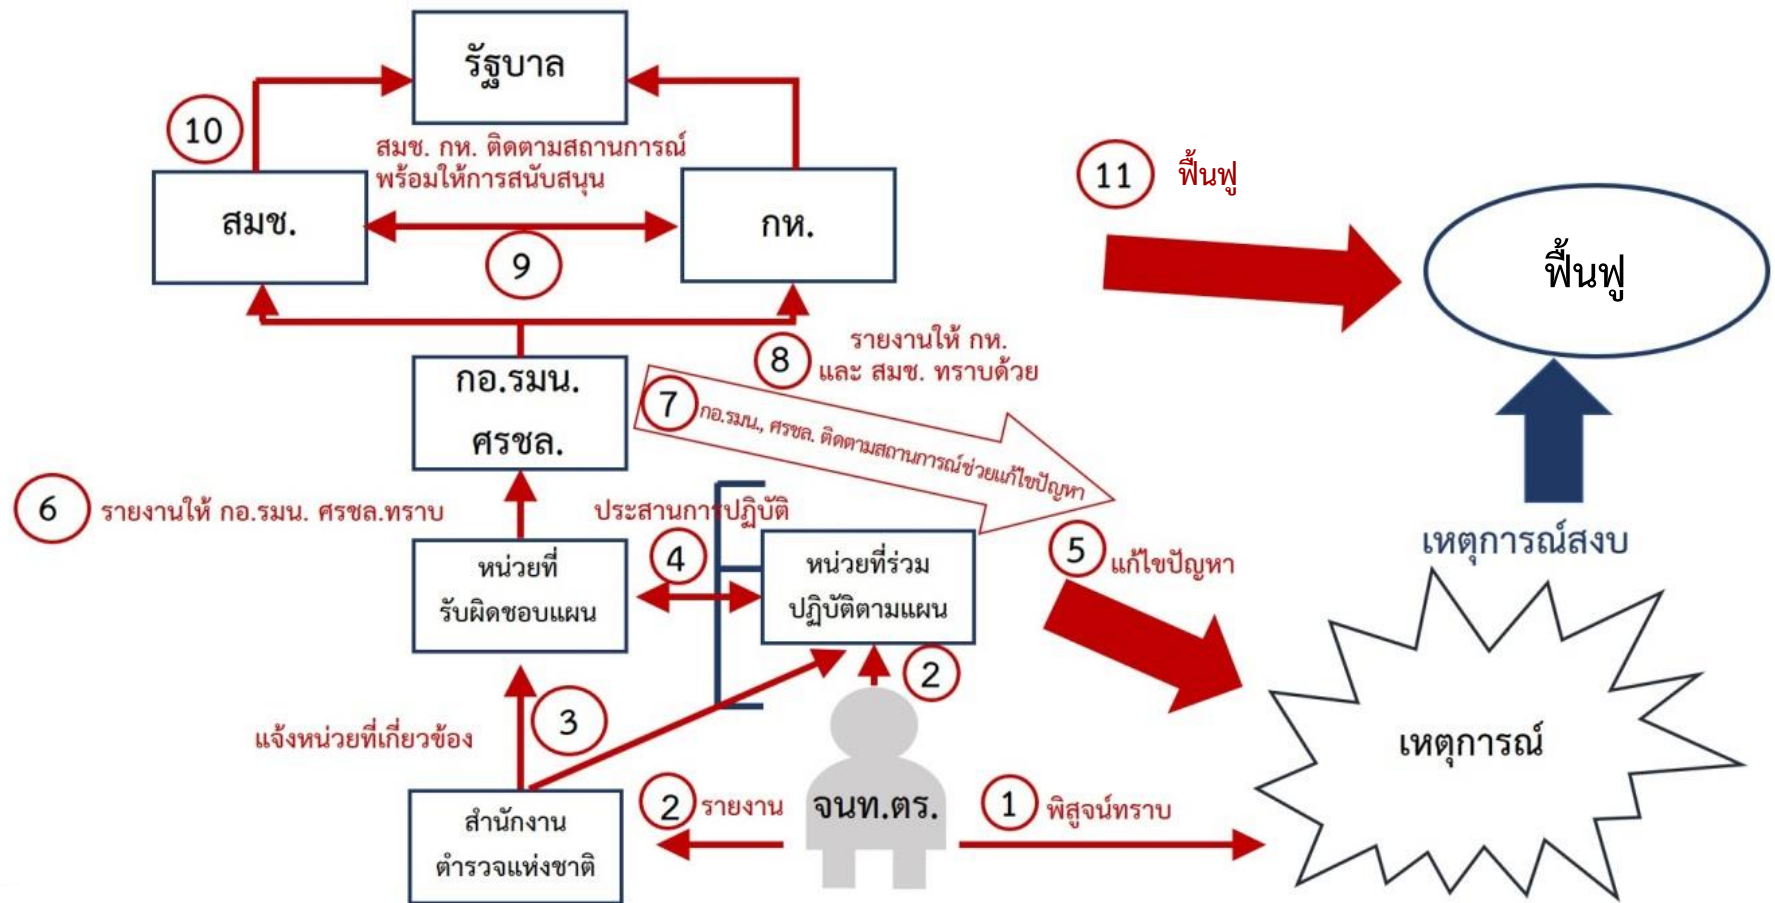 รัฐบาล
10
สมช. กห. ติดตามสถานการณ์
พร้อมให้การสนับสนุน
สมช.
กห.
9
11 ฟื้นฟู
ฟื้นฟู
8
รายงานให้ กห.
และ สมช. ทราบด้วย
กอ.รมน.
ศรชล.
7 กอ.รมน., ศรชล. ติดตามสถานการณ์ช่วยแก้ไขปัญหา
6 รายงานให้ กอ.รมน. ศรชล.ทราบ
ประสานการปฏิบัติ
4
หน่วยที่
รับผิดชอบแผน
หน่วยที่ร่วม
ปฏิบัติตามแผน
5 แก้ไขปัญหา
เหตุการณ์สงบ
2
3
แจ้งหน่วยที่เกี่ยวข้อง
เหตุการณ์
สำนักงาน
ตำรวจแห่งชาติ
2 รายงาน
จนท.ตร.
1 พิสูจน์ทราบ